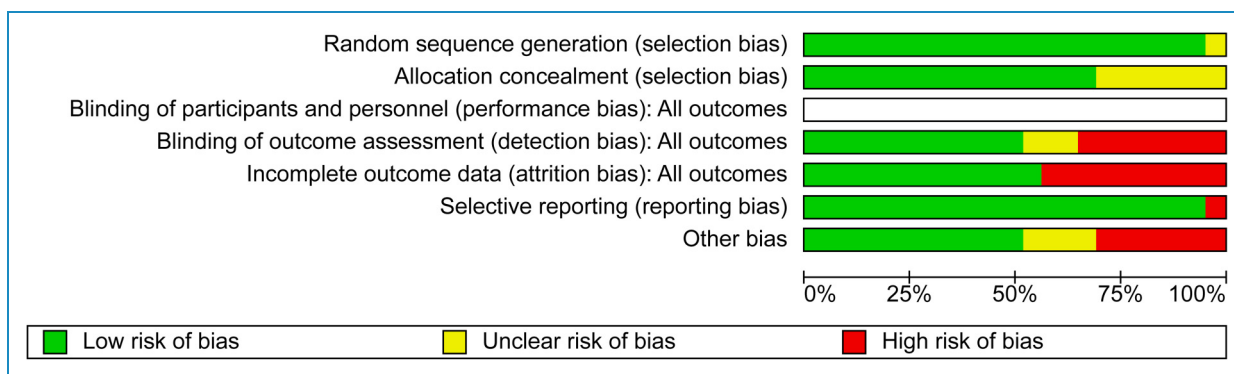 Random sequence generation (selection bias)
Allocation concealment (selection bias)
Blinding of participants and personnel (performance bias): All outcomes
Blinding of outcome assessment (detection bias): All outcomes
Incomplete outcome data (attrition bias): All outcomes
Selective reporting (reporting bias)
Other bias
0% 25% 50% 75% 100%
Low risk of bias Unclear risk of bias High risk of bias